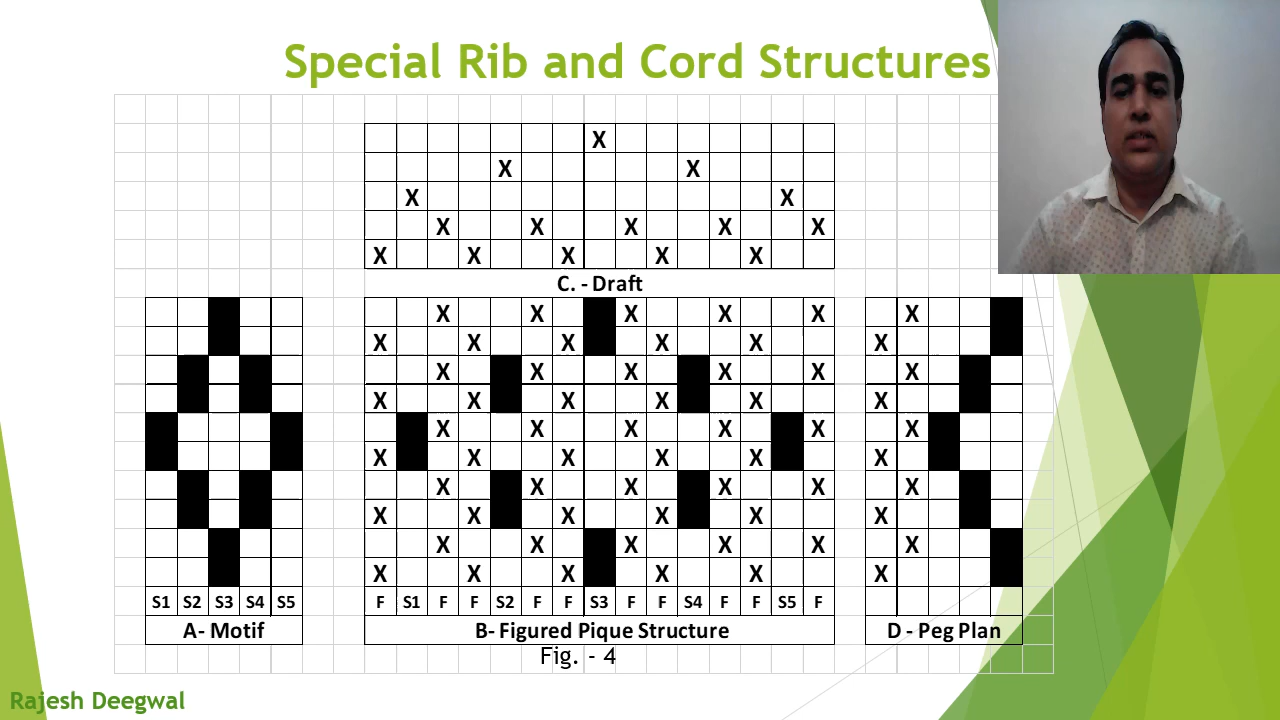 Special Rib and Cord Structures
X
X X
X X
X X X X X
X X X X X
C. - Draft
X X X X X X
X X X X X X
X X X X X X
X X X X X X
X X X X X X
X X X X X X
X X X X X X
X X X X X X
X X X X X X
X X X X X X
S1 S2 S3 S4 S5 F S1 F F S2 F F S3 F F S4 F F S5 F
A- Motif B- Figured Pique Structure D - Peg Plan
Fig. - 4
Rajesh Deegwal